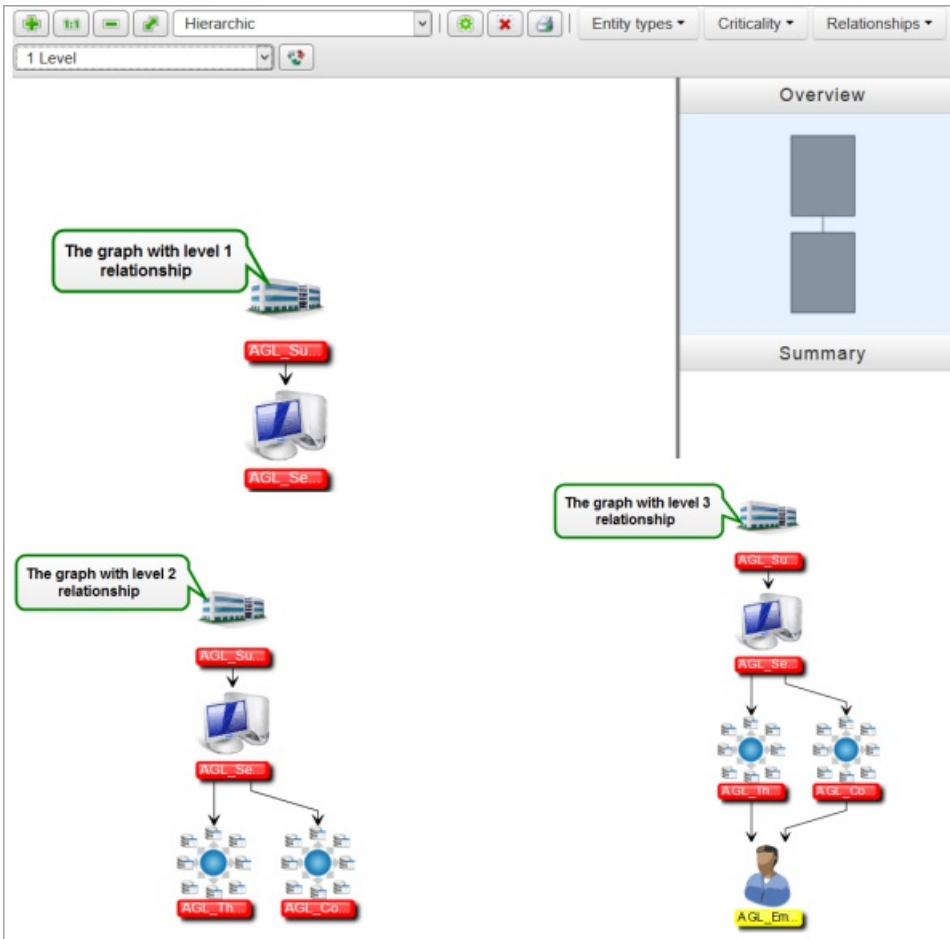 1:1
Hierarchic
Entity types
Criticality
Relationships
1 Level
Overview
Summary
The graph with level 1
relationship
AGL_Su...
AGL_Se...
The graph with level 2
relationship
AGL_Su...
AGL_Se...
AGL_Th...
AGL_Co...
The graph with level 3
relationship
AGL_Su...
AGL_Se...
AGL_Th...
AGL_Co...
AGL_Em...